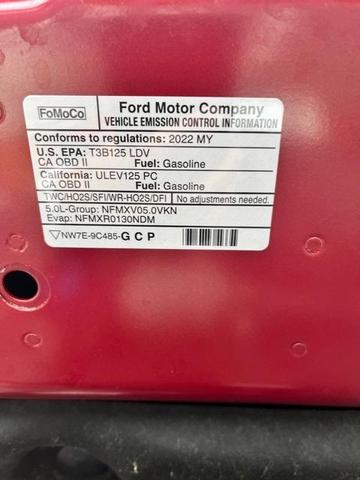 FoMoCo
Ford Motor Company
VEHICLE EMISSION CONTROL INFORMATION
Conforms to regulations: 2022 MY
U.S. EPA: T3B125 LDV
CA OBD II Fuel: Gasoline
California: ULEV125 PC
CA OBD II Fuel: Gasoline
TWC/HO2S/SFI/WR-HO2S/DFI No adjustments needed.
5.0L-Group: NFMXV05.0VKN
Evap: NFMXR0130NDM
NW7E-9C485-G C P